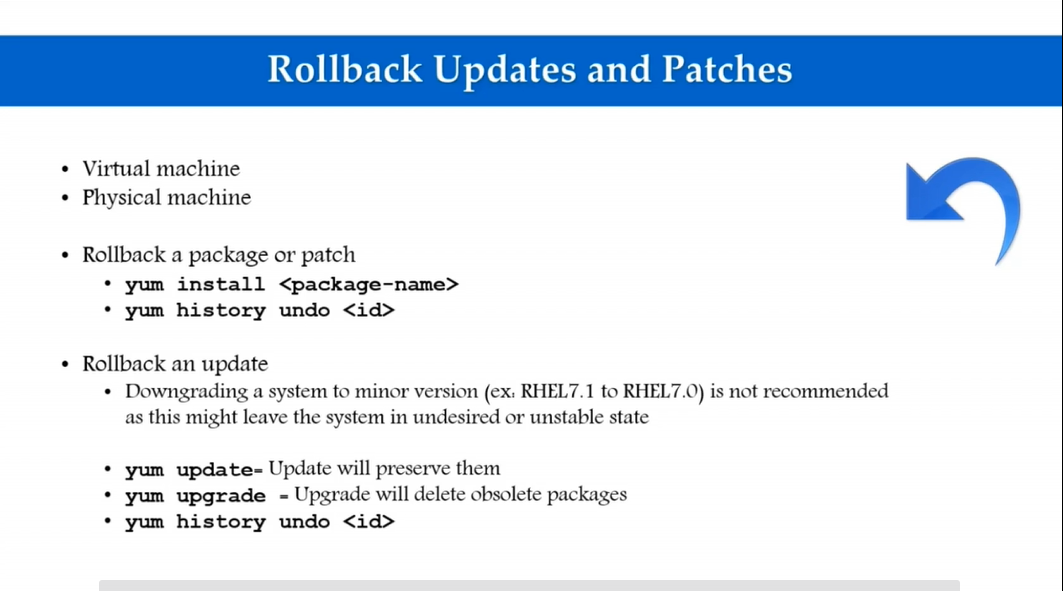 Rollback Updates and Patches
• Virtual machine
• Physical machine
• Rollback a package or patch
• yum install <package-name>
• yum history undo <id>
• Rollback an update
• Downgrading a system to minor version (ex: RHEL7.1 to RHEL7.0) is not recommended
as this might leave the system in undesired or unstable state
• yum update= Update will preserve them
• yum upgrade = Upgrade will delete obsolete packages
• yum history undo <id>